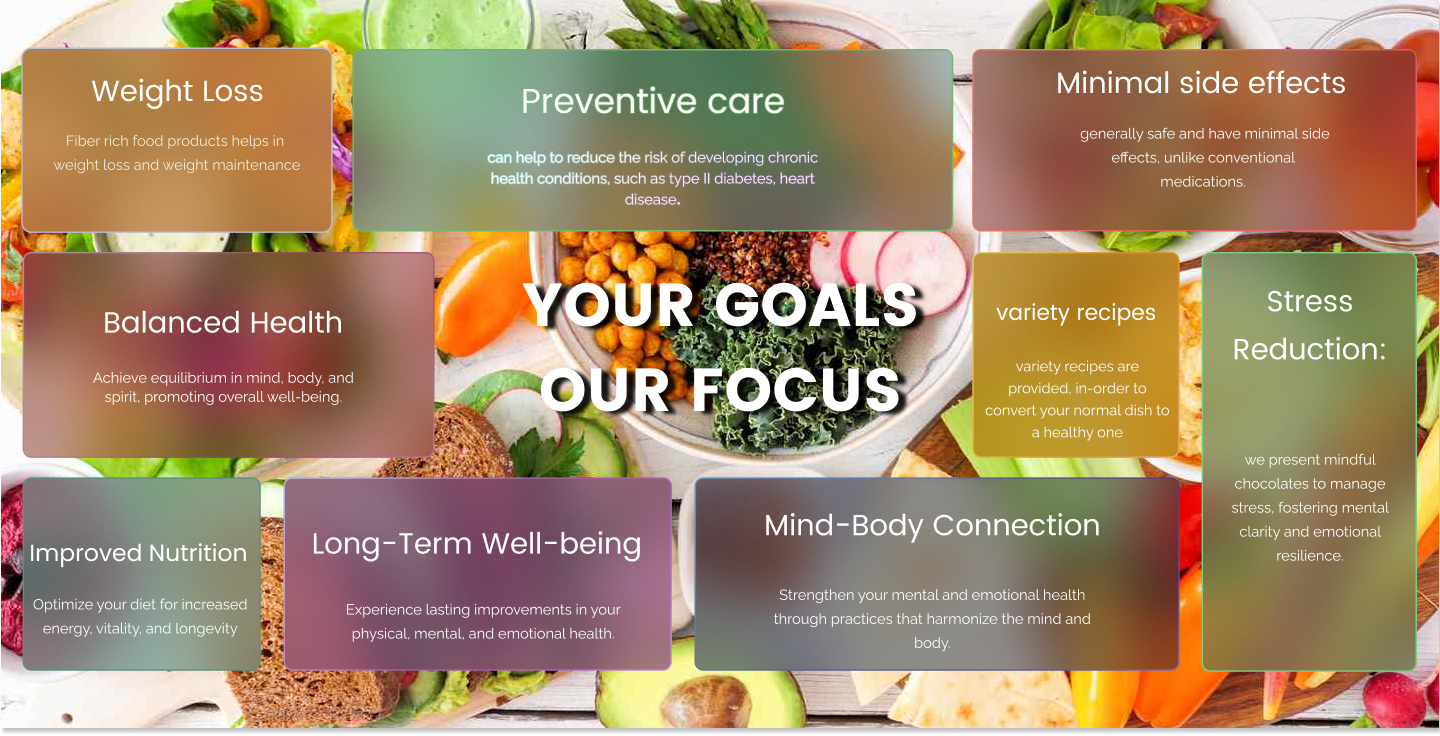 Weight Loss
Fiber rich food products helps in
weight loss and weight maintenance
Preventive care
can help to reduce the risk of developing chronic
health conditions, such as type II diabetes, heart
disease.
Minimal side effects
generally safe and have minimal side
effects, unlike conventional
medications.
Balanced Health
Achieve equilibrium in mind, body, and
spirit, promoting overall well-being.
YOUR GOALS
OUR FOCUS
variety recipes
variety recipes are
provided, in-order to
convert your normal dish to
a healthy one
Stress
Reduction:
we present mindful
chocolates to manage
stress, fostering mental
clarity and emotional
resilience.
Improved Nutrition
Optimize your diet for increased
energy, vitality, and longevity
Long-Term Well-being
Experience lasting improvements in your
physical, mental, and emotional health.
Mind-Body Connection
Strengthen your mental and emotional health
through practices that harmonize the mind and
body.